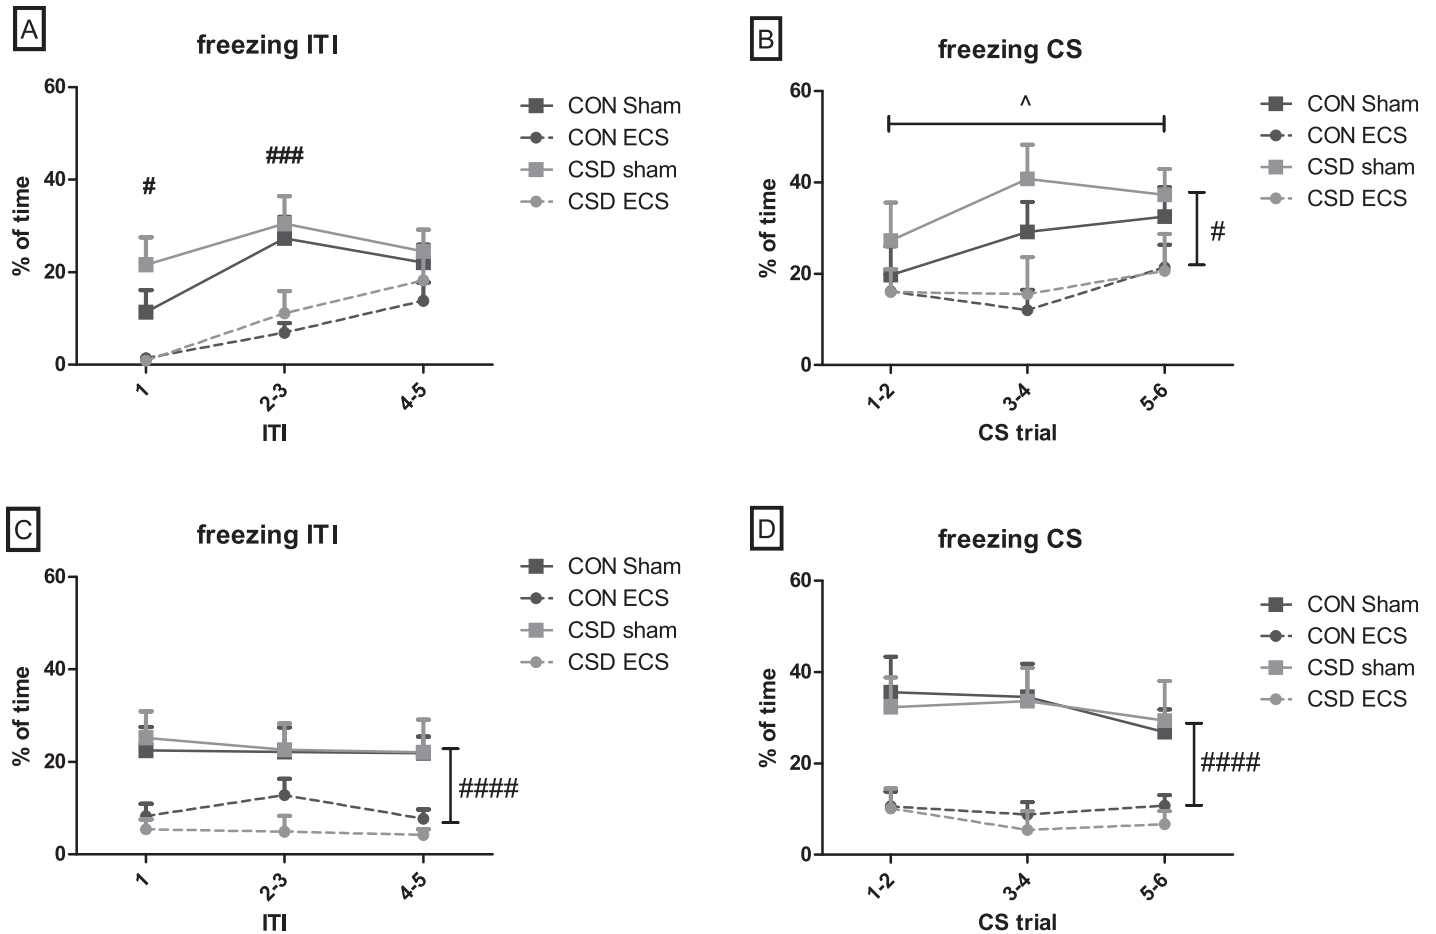 A
freezing ITI
60
40
20
0
% of time
#
###
1
2-3
4-5
ITI
CON Sham
CON ECS
CSD sham
CSD ECS
B
freezing CS
60
40
20
0
% of time
^
#
1-2
3-4
5-6
CS trial
CON Sham
CON ECS
CSD sham
CSD ECS
C
freezing ITI
60
40
20
0
% of time
####
1
2-3
4-5
ITI
CON Sham
CON ECS
CSD sham
CSD ECS
D
freezing CS
60
40
20
0
% of time
####
1-2
3-4
5-6
CS trial
CON Sham
CON ECS
CSD sham
CSD ECS